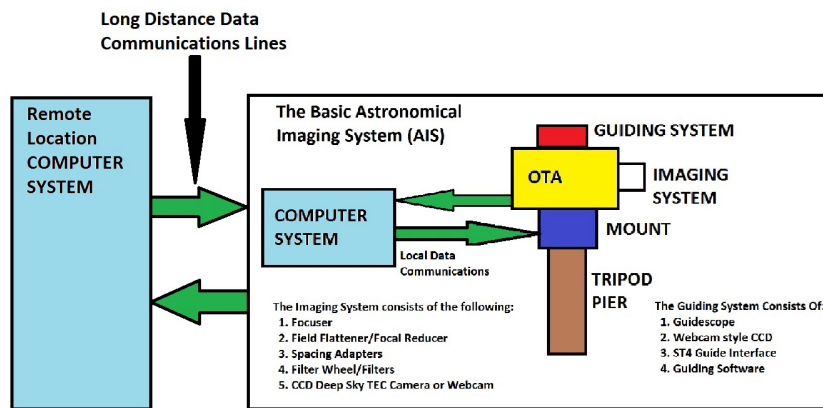 Long Distance Data
Communications Lines
Remote
Location
COMPUTER
SYSTEM
The Basic Astronomical
Imaging System (AIS)
GUIDING SYSTEM
OTA
IMAGING
SYSTEM
COMPUTER
SYSTEM
MOUNT
Local Data
Communications
TRIPOD
PIER
The Imaging System consists of the following:
1. Focuser
2. Field Flattener/Focal Reducer
3. Spacing Adapters
4. Filter Wheel/Filters
5. CCD Deep Sky TEC Camera or Webcam
The Guiding System Consists Of:
1. Guidescope
2. Webcam style CCD
3. ST4 Guide Interface
4. Guiding Software